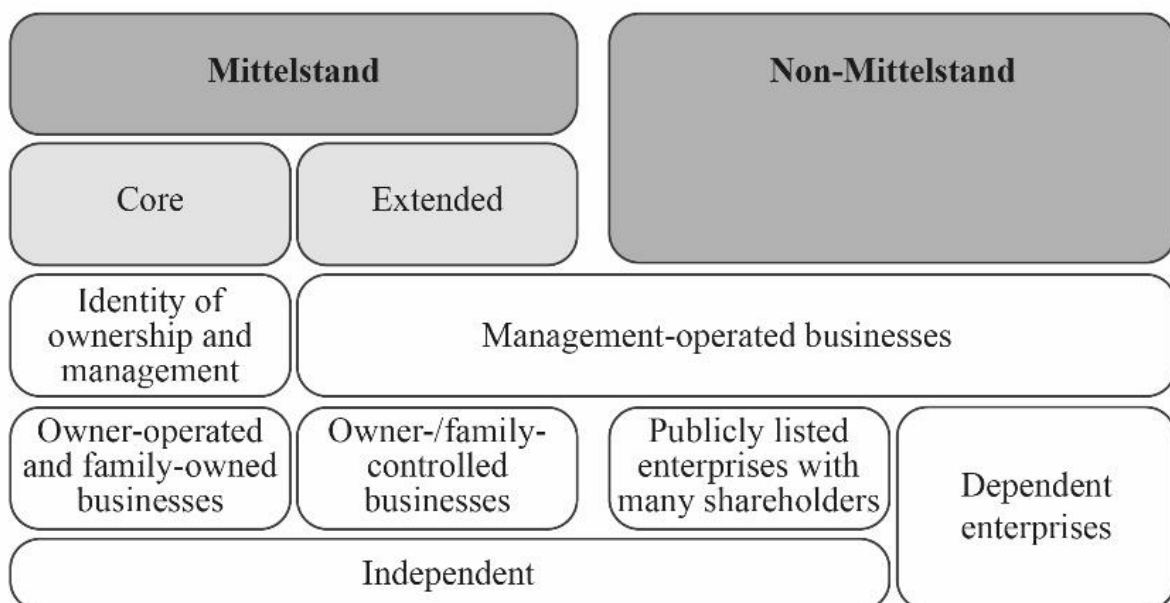 Mittelstand
Non-Mittelstand
Core
Extended
Identity of
ownership and
management
Management-operated businesses
Owner-operated
and family-owned
businesses
Owner-/family-
controlled
businesses
Publicly listed
enterprises with
many shareholders
Dependent
enterprises
Independent